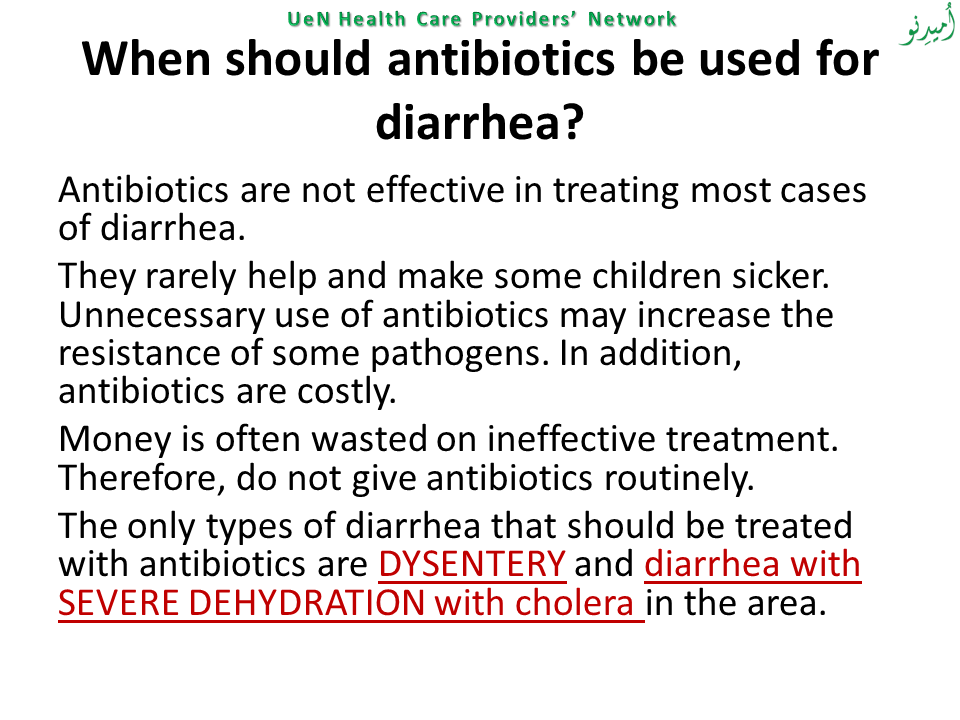 UeN Health Care Providers’ Network
اُمیدِنو
When should antibiotics be used for
diarrhea?
Antibiotics are not effective in treating most cases
of diarrhea.
They rarely help and make some children sicker.
Unnecessary use of antibiotics may increase the
resistance of some pathogens. In addition,
antibiotics are costly.
Money is often wasted on ineffective treatment.
Therefore, do not give antibiotics routinely.
The only types of diarrhea that should be treated
with antibiotics are DYSENTERY and diarrhea with
SEVERE DEHYDRATION with cholera in the area.